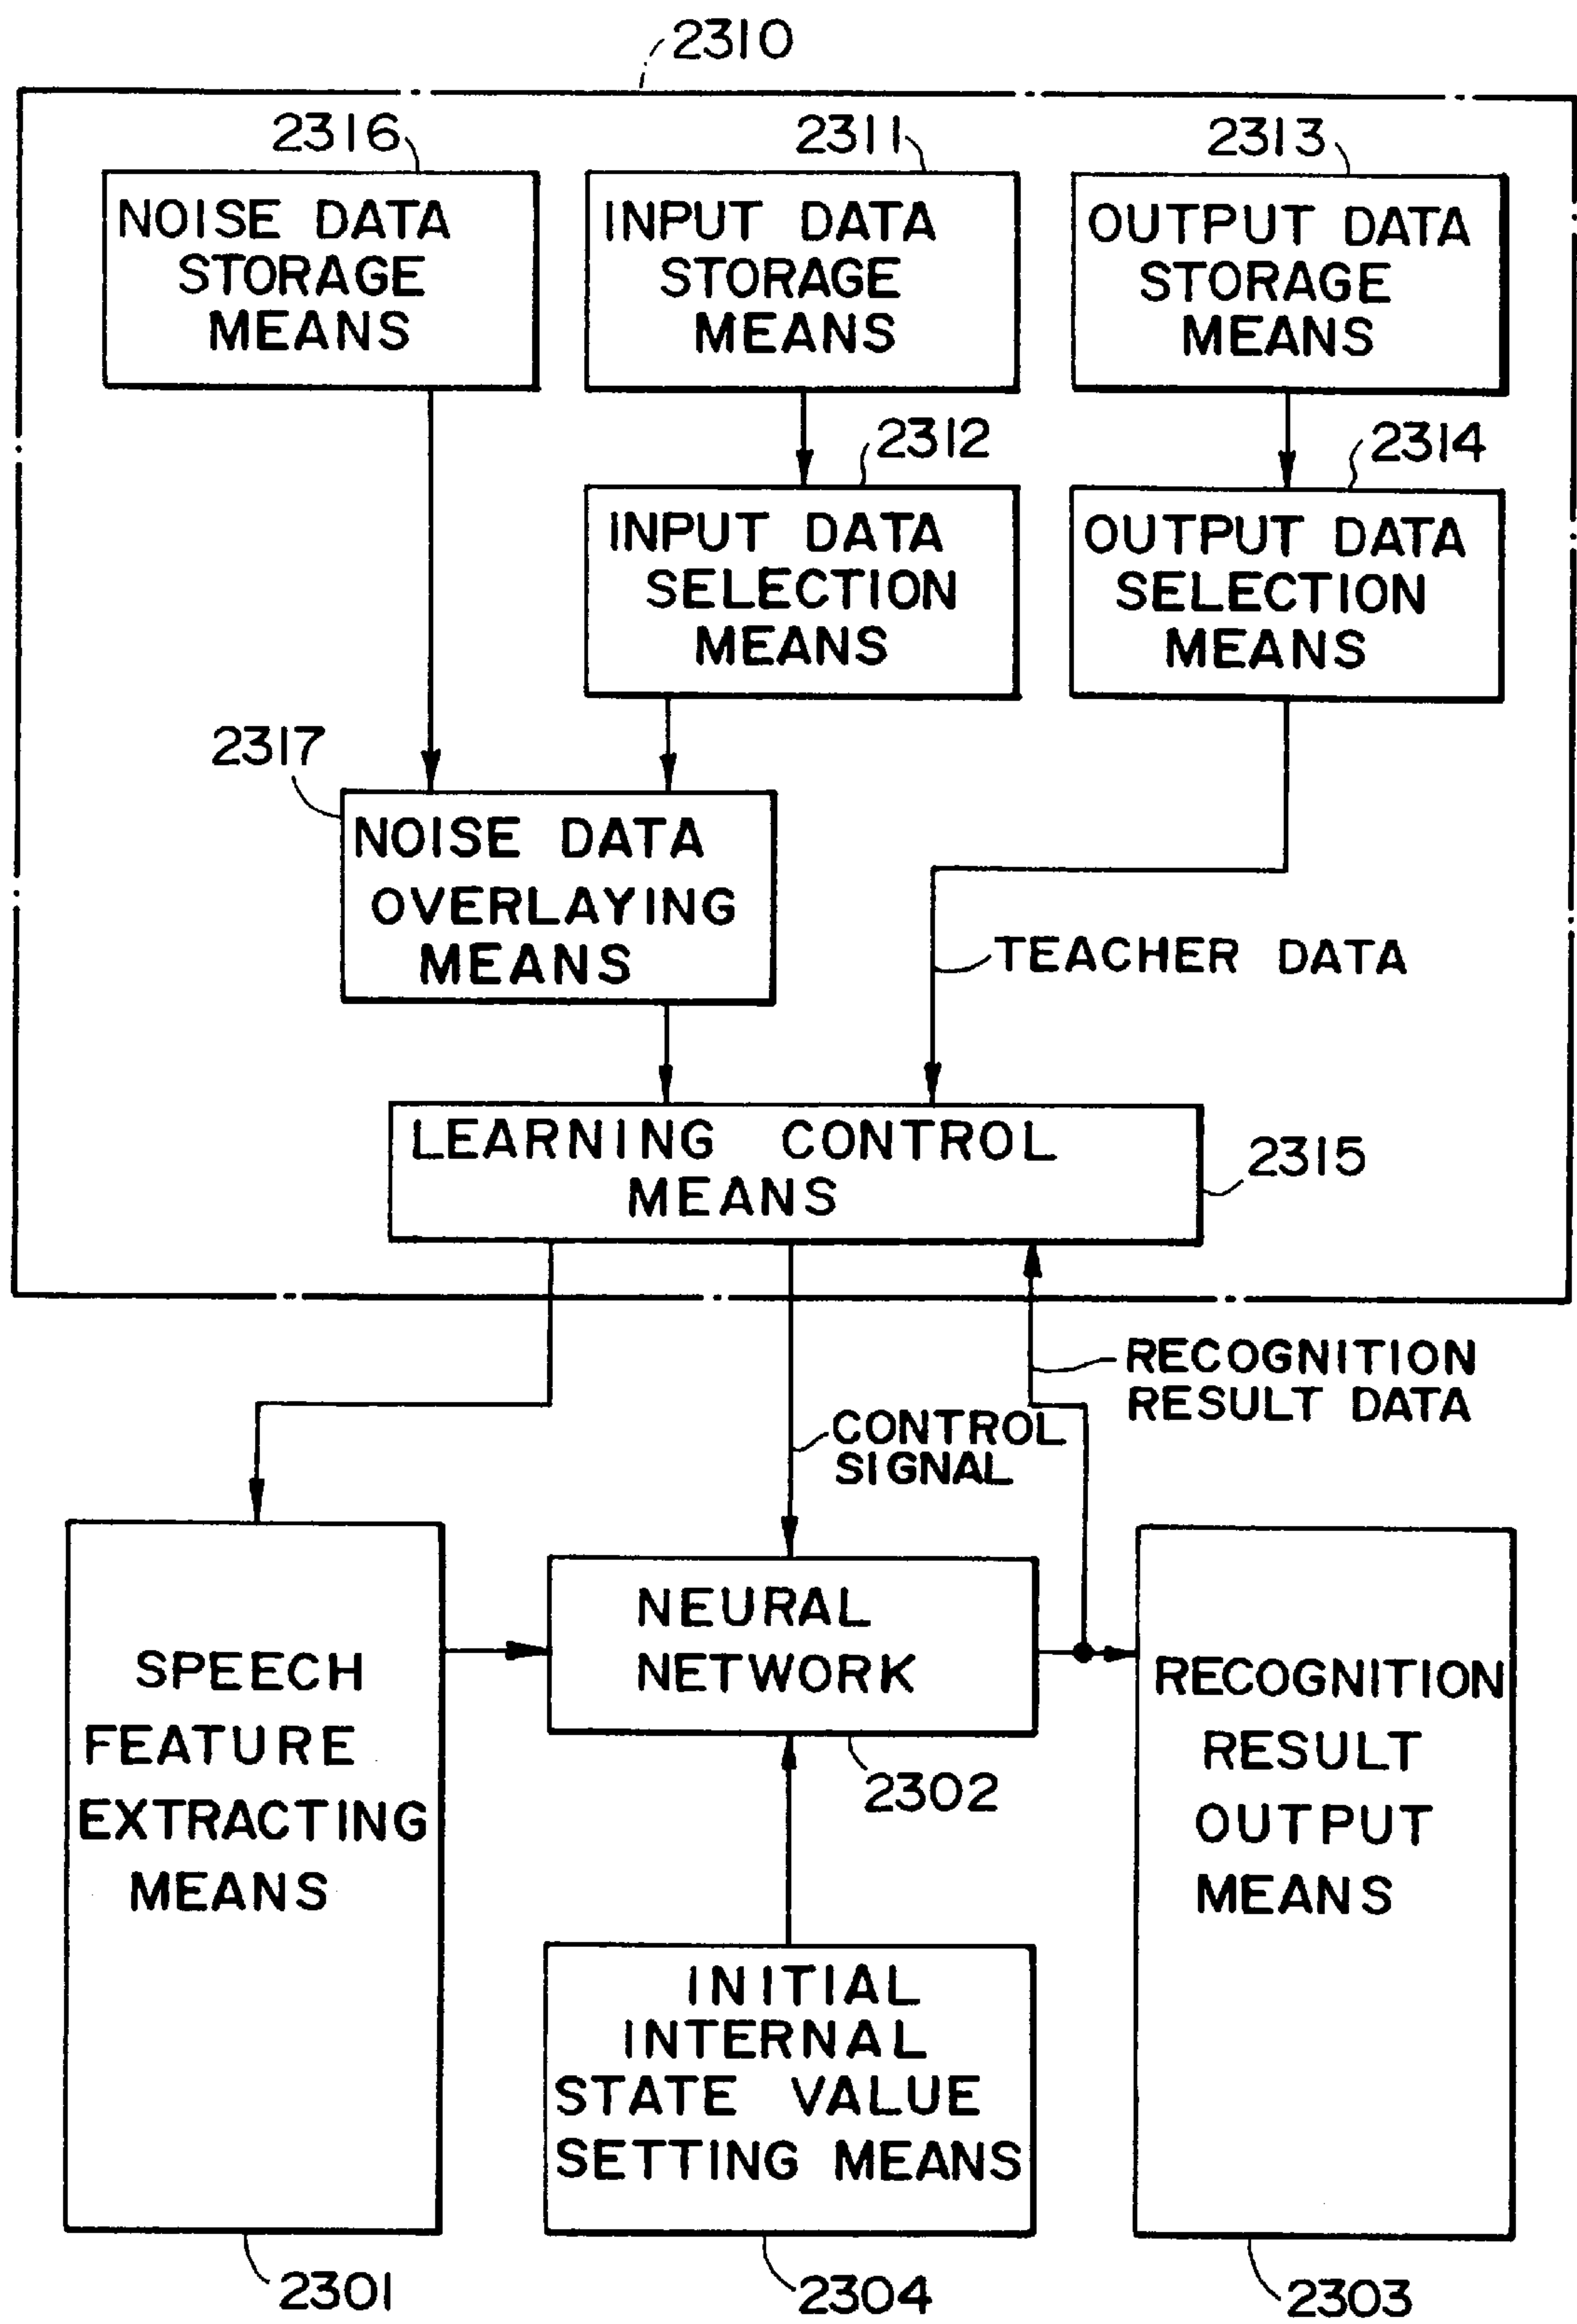 2310
2316
2311
2313
NOISE DATA
STORAGE
MEANS
INPUT DATA
STORAGE
MEANS
OUTPUT DATA
STORAGE
MEANS
2312
2314
INPUT DATA
SELECTION
MEANS
OUTPUT DATA
SELECTION
MEANS
2317
NOISE DATA
OVERLAYING
MEANS
TEACHER DATA
LEARNING CONTROL
MEANS
2315
RECOGNITION
RESULT DATA
CONTROL
SIGNAL
SPEECH
FEATURE
EXTRACTING
MEANS
NEURAL
NETWORK
2302
RECOGNITION
RESULT
OUTPUT
MEANS
INITIAL
INTERNAL
STATE VALUE
SETTING MEANS
2301
2304
2303